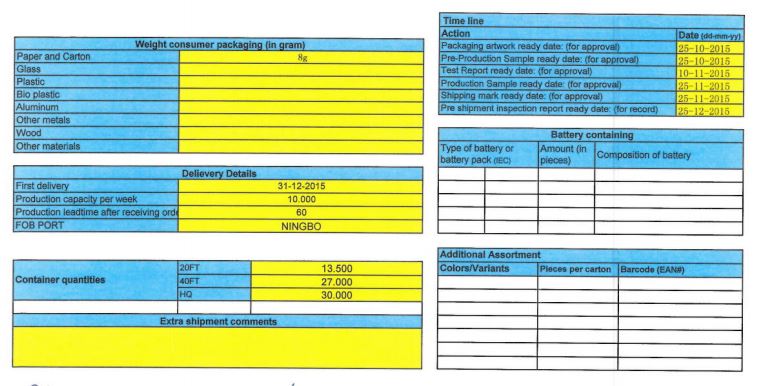 Weight consumer packaging (in gram)
Paper and Carton 8g
Glass
Plastic
Bio plastic
Aluminum
Other metals
Wood
Other materials
Delievery Details
First delivery 31-12-2015
Production capacity per week 10.000
Production leadtime after receiving orde 60
FOB PORT NINGBO
Container quantities
20FT 13.500
40FT 27.000
HQ 30.000
Extra shipment comments
Time line
Action Date (dd-mm-yy)
Packaging artwork ready date: (for approval) 25-10-2015
Pre-Production Sample ready date: (for approval) 25-10-2015
Test Report ready date: (for approval) 10-11-2015
Production Sample ready date: (for approval) 25-11-2015
Shipping mark ready date: (for approval) 25-11-2015
Pre shipment inspection report ready date: (for record) 25-12-2015
Battery containing
Type of battery or battery pack (IEC) Amount (in pieces) Composition of battery
Additional Assortment
Colors/Variants Pieces per carton Barcode (EAN#)